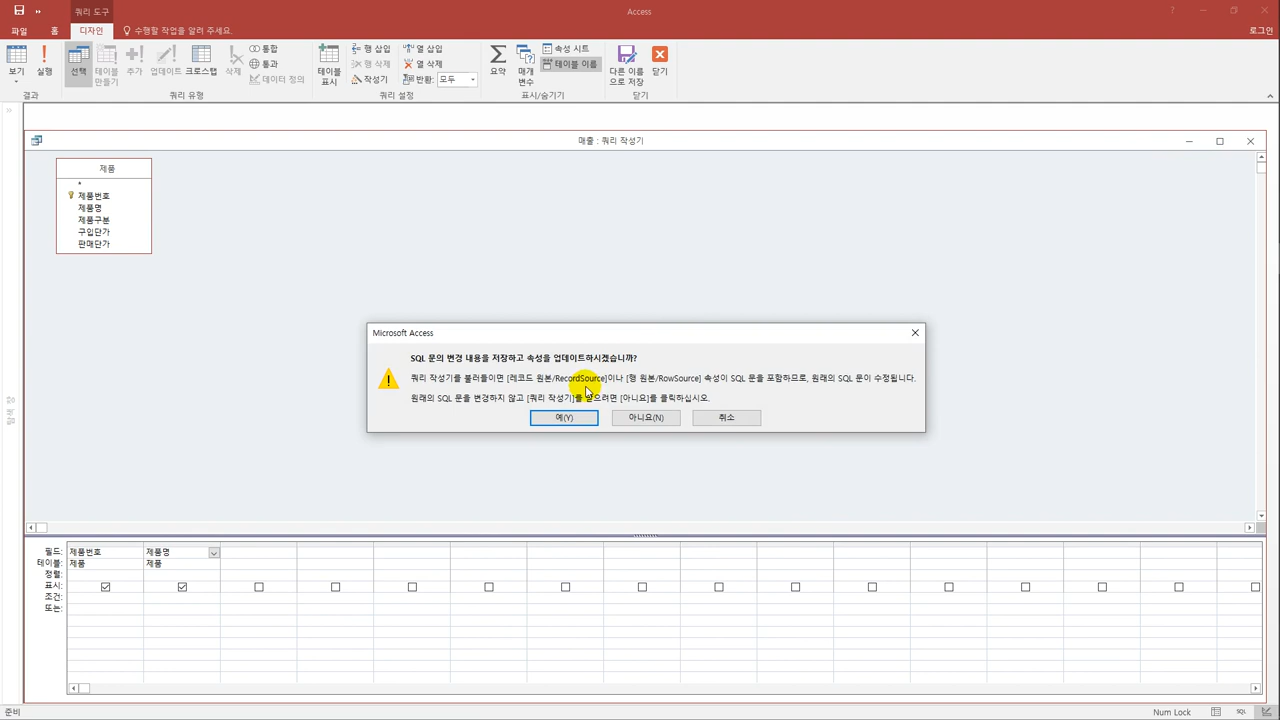 쿼리 도구
Access
파일
홈
디자인
수행할 작업을 알려 주세요.
로그인
보기
실행
선택
테이블
만들기
추가
업데이트
크로스탭
삭제
통합
통과
데이터 정의
테이블
표시
행 삽입
행 삭제
작성기
열 삽입
열 삭제
반환:
모두
요약
매개
변수
속성 시트
테이블 이름
다른 이름
으로 저장
닫기
결과
쿼리 유형
쿼리 설정
표시/숨기기
닫기
매출 : 쿼리 작성기
제품
*
제품번호
제품명
제품구분
구입단가
판매단가
탐색 창
Microsoft Access
SQL 문의 변경 내용을 저장하고 속성을 업데이트하시겠습니까?
쿼리 작성기를 불러들이면 [레코드 원본/RecordSource]이나 [행 원본/RowSource] 속성이 SQL 문을 포함하므로, 원래의 SQL 문이 수정됩니다.
원래의 SQL 문을 변경하지 않고 [쿼리 작성기]를 닫으려면 [아니요]를 클릭하십시오.
예(Y)
아니요(N)
취소
필드:
제품번호
제품명
테이블:
제품
제품
정렬:
표시:
조건:
또는:
준비
Num Lock
SQL